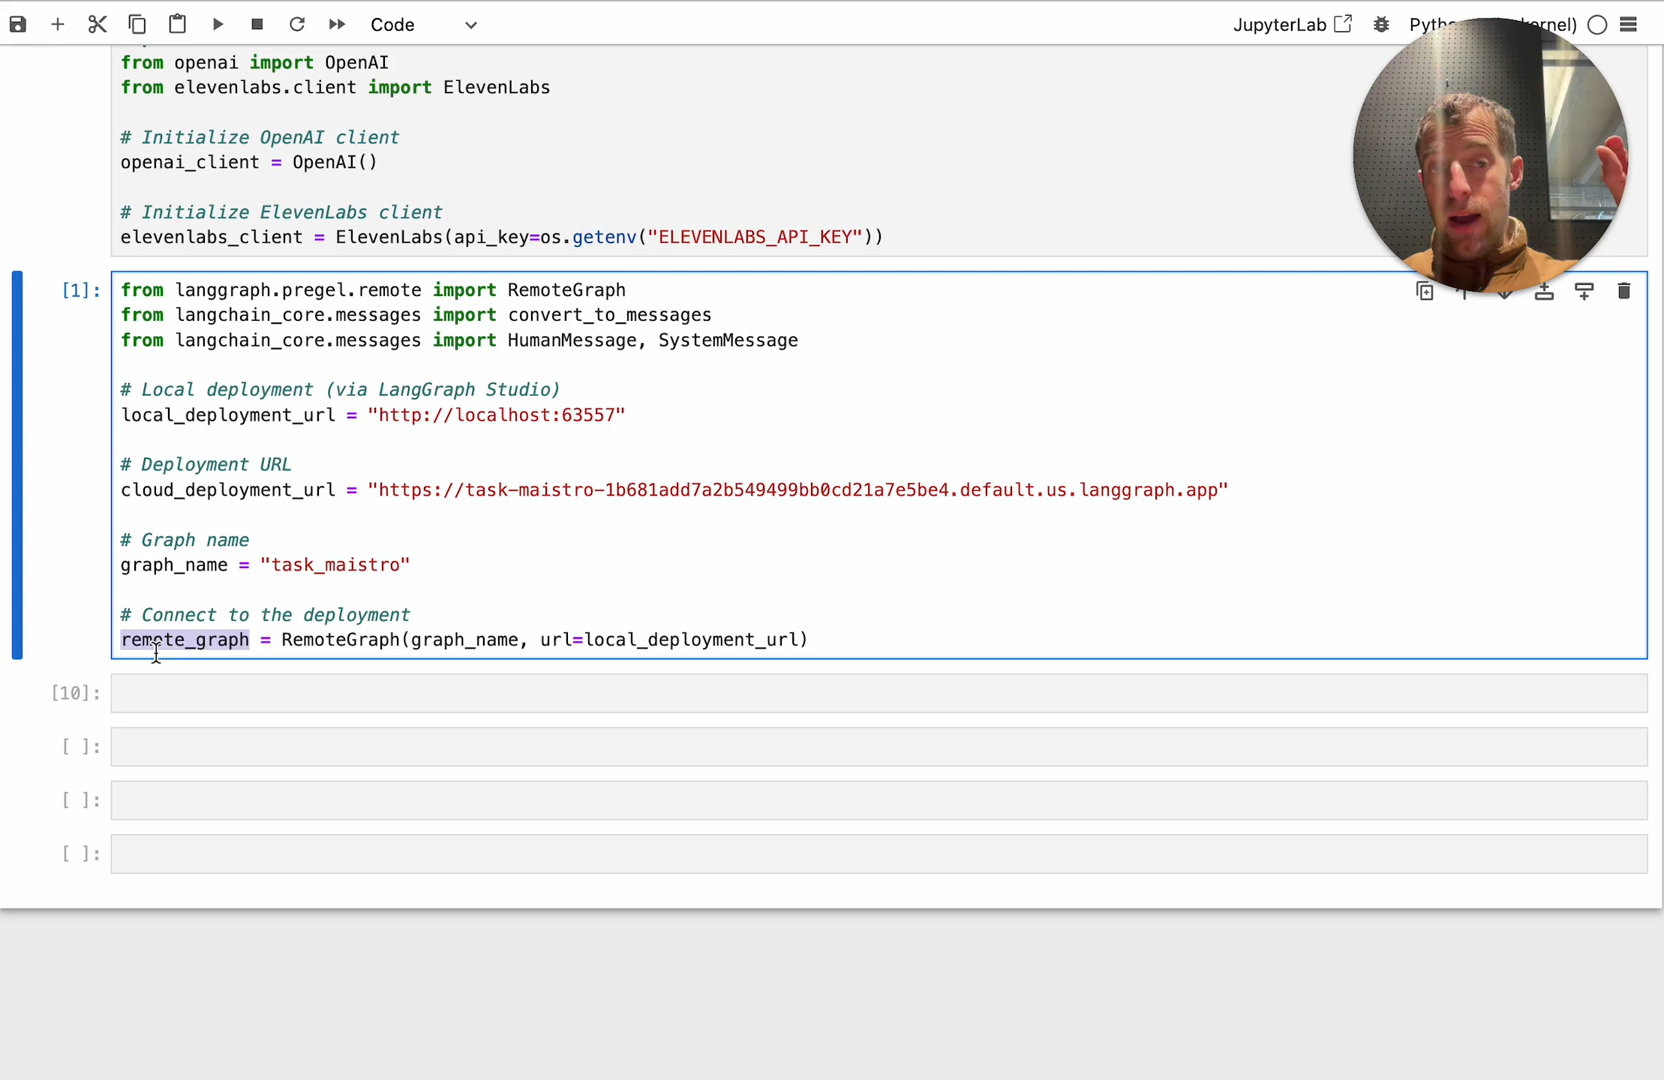 Code
JupyterLab
from openai import OpenAI
from elevenlabs.client import ElevenLabs
# Initialize OpenAI client
openai_client = OpenAI()
# Initialize ElevenLabs client
elevenlabs_client = ElevenLabs(api_key=os.getenv("ELEVENLABS_API_KEY"))
[1]:
from langgraph.pregel.remote import RemoteGraph
from langchain_core.messages import convert_to_messages
from langchain_core.messages import HumanMessage, SystemMessage
# Local deployment (via LangGraph Studio)
local_deployment_url = "http://localhost:63557"
# Deployment URL
cloud_deployment_url = "https://task-maistro-1b681add7a2b549499bb0cd21a7e5be4.default.us.langgraph.app"
# Graph name
graph_name = "task_maistro"
# Connect to the deployment
remote_graph = RemoteGraph(graph_name, url=local_deployment_url)
[10]:
[ ]:
[ ]:
[ ]: